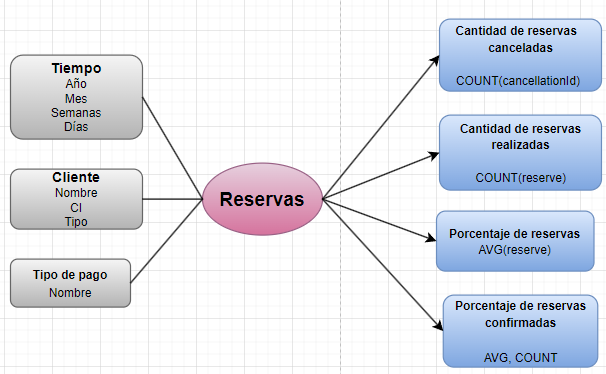 Tiempo
Año
Mes
Semanas
Días
Cliente
Nombre
CI
Tipo
Tipo de pago
Nombre
Reservas
Cantidad de reservas
canceladas
COUNT(cancellationId)
Cantidad de reservas
realizadas
COUNT(reserve)
Porcentaje de reservas
AVG(reserve)
Porcentaje de reservas
confirmadas
AVG, COUNT